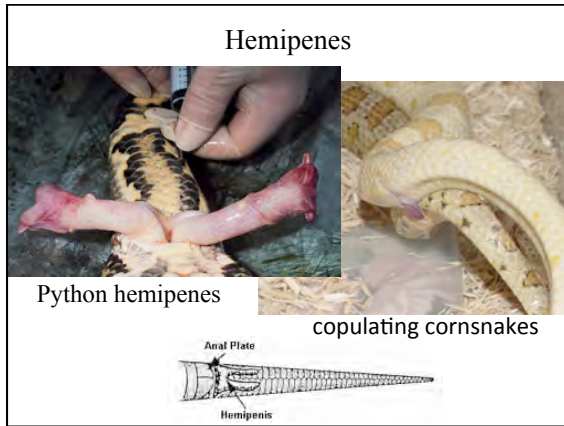 Hemipenes
Python hemipenes
copulating cornsnakes
Anal Plate
Hemipenis